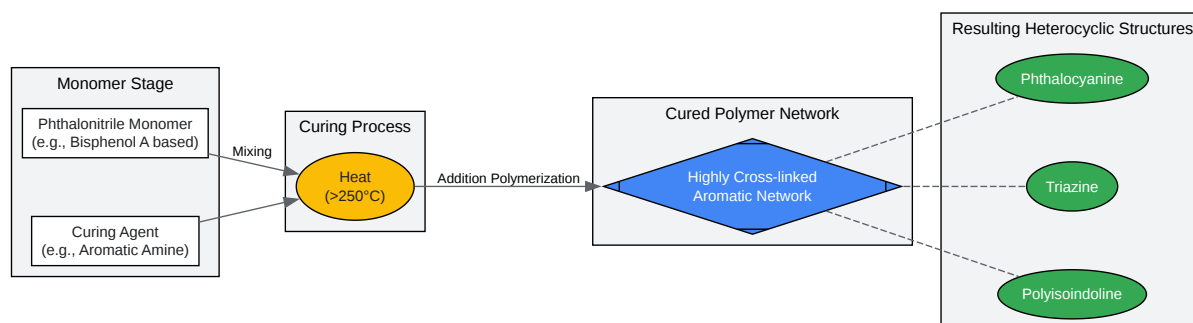 Monomer Stage
Phthalonitrile Monomer
(e.g., Bisphenol A based)
Curing Agent
(e.g., Aromatic Amine)
Mixing
Curing Process
Heat
(>250°C)
Addition Polymerization
Cured Polymer Network
Highly Cross-linked
Aromatic Network
Resulting Heterocyclic Structures
Phthalocyanine
Triazine
Polyisoindoline